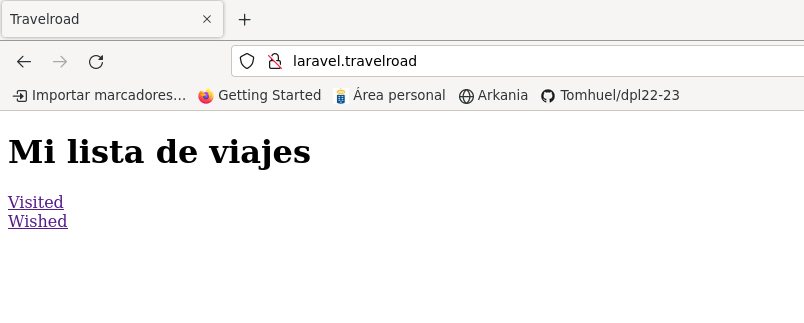 Travelroad
laravel.travelroad
Importar marcadores... Getting Started Área personal Arkania Tomhuel/dpl22-23
Mi lista de viajes
Visited
Wished